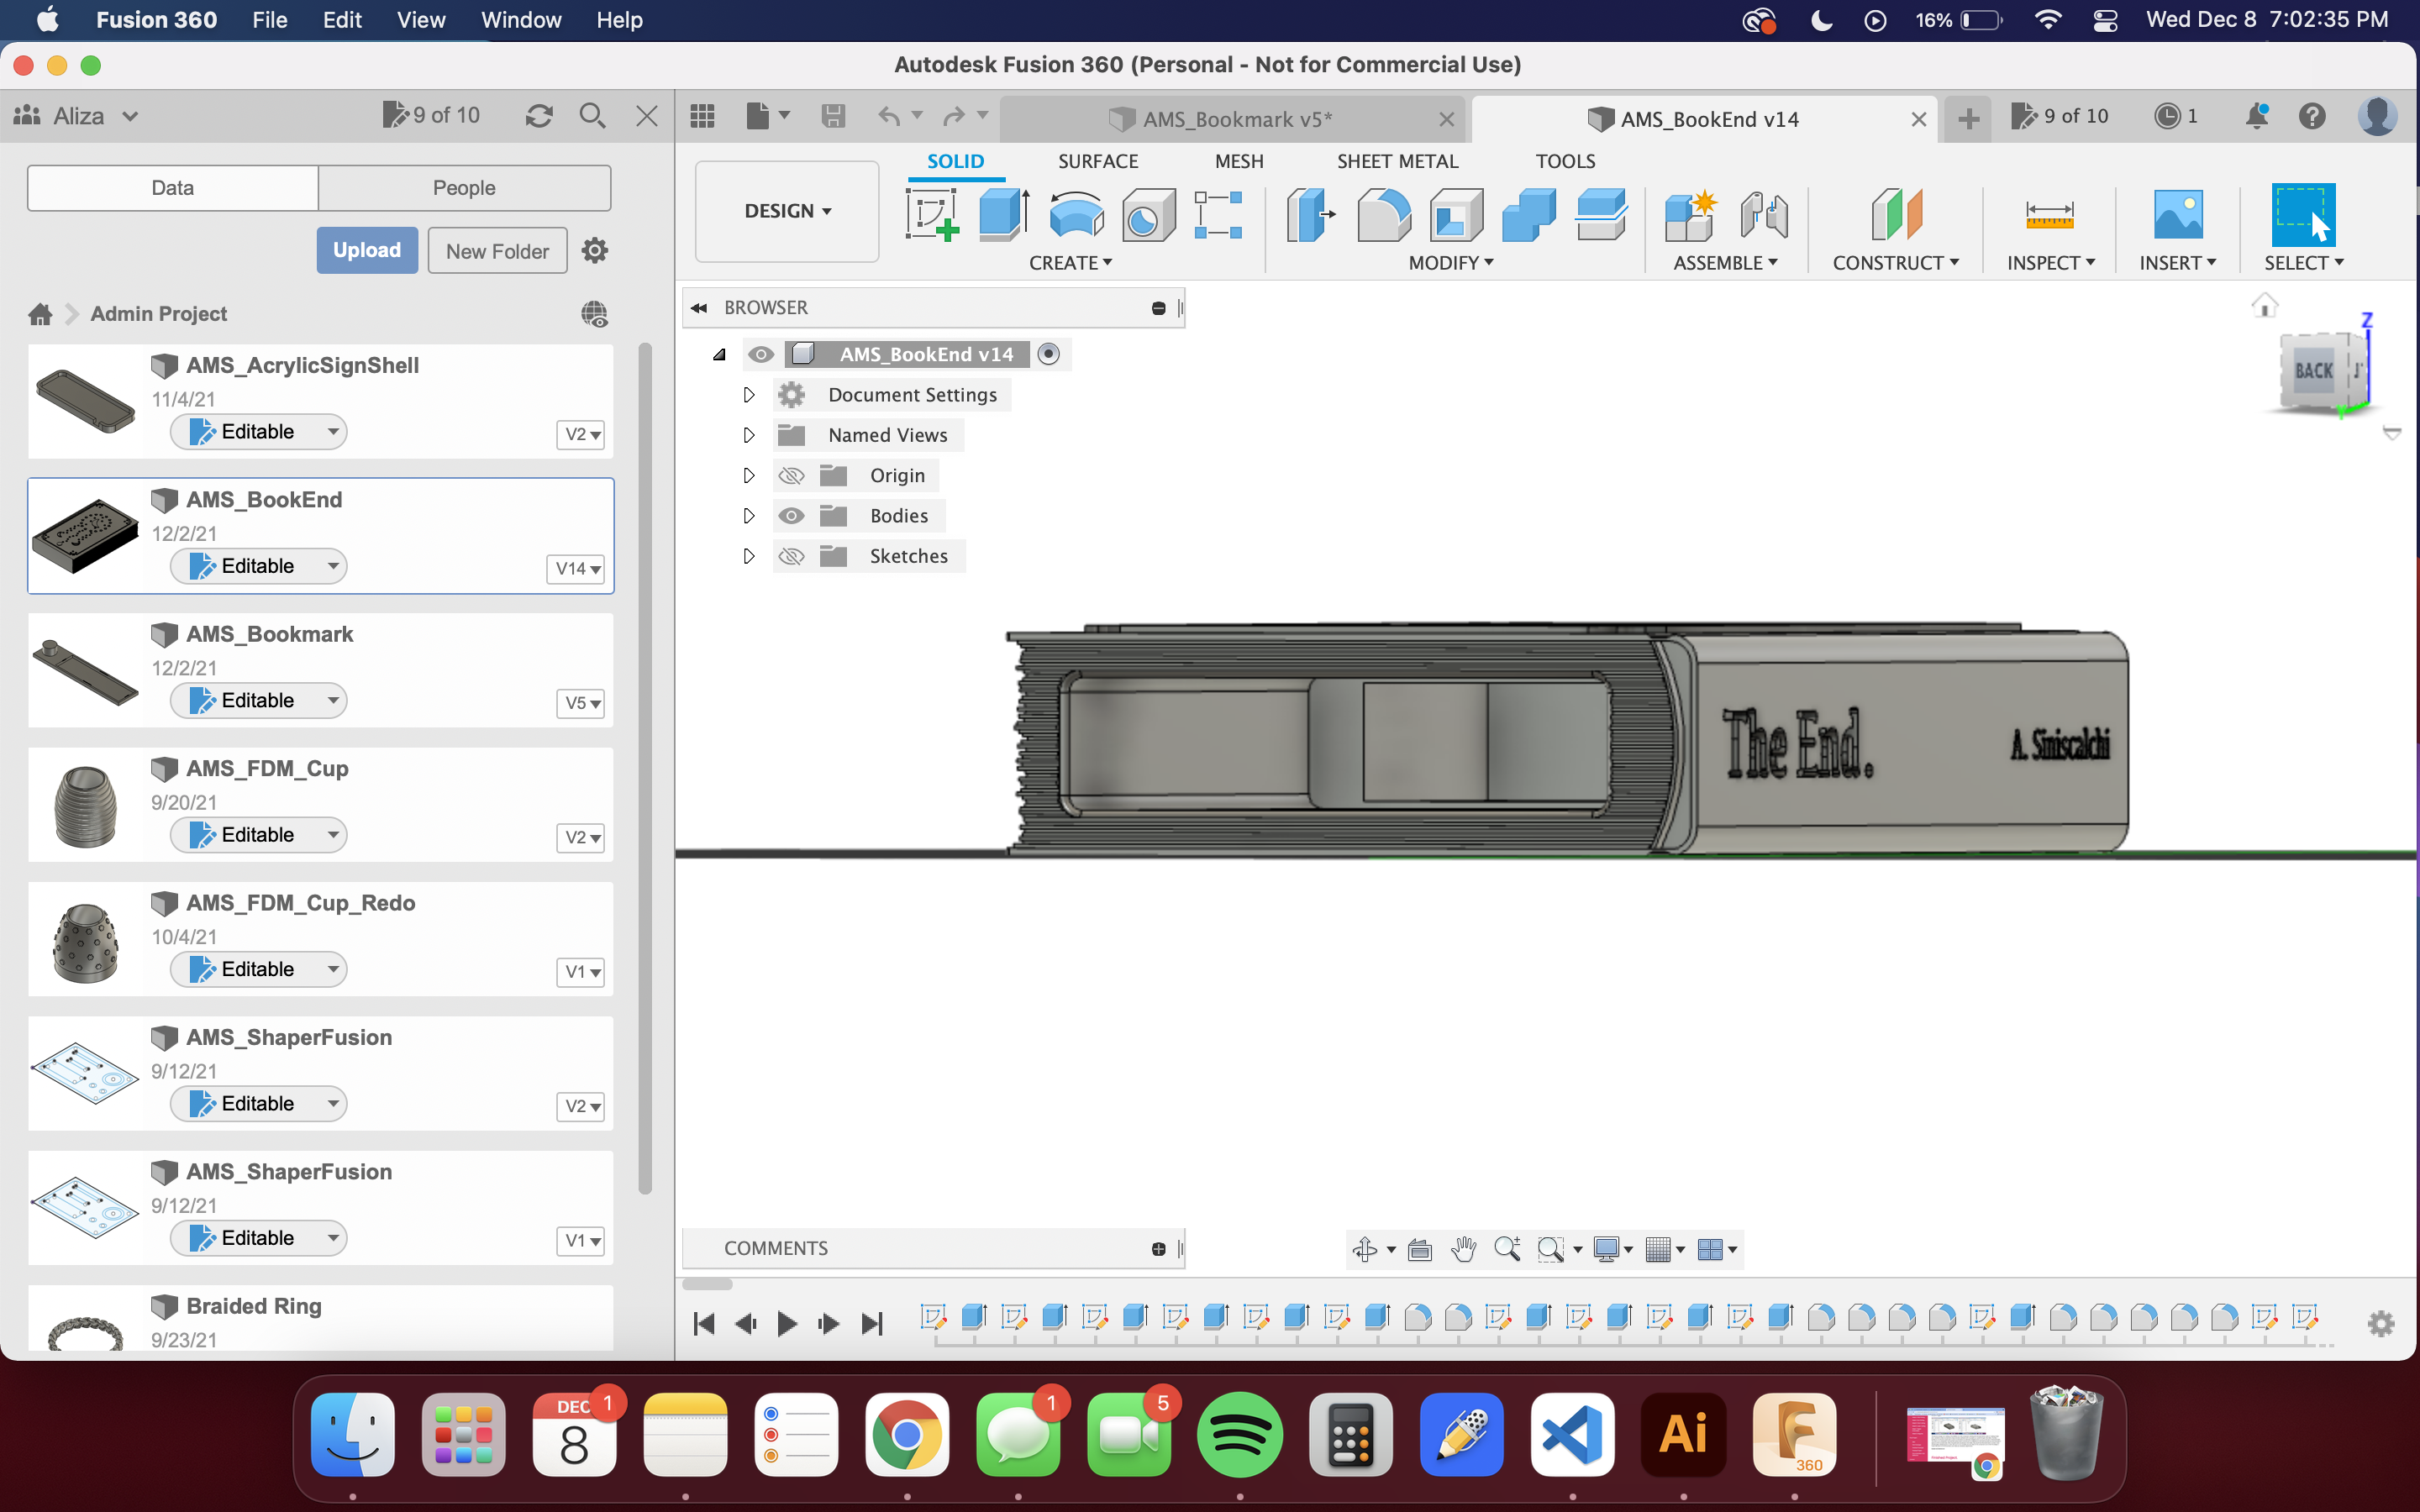 Fusion 360 File Edit View Window Help 16% Wed Dec 8 7:02:35 PM
Autodesk Fusion 360 (Personal - Not for Commercial Use)
Aliza 9 of 10 AMS_Bookmark v5* AMS_BookEnd v14 9 of 10 1
Data People
Upload New Folder
Admin Project
AMS_AcrylicSignShell
11/4/21
Editable V2
AMS_BookEnd
12/2/21
Editable V14
AMS_Bookmark
12/2/21
Editable V5
AMS_FDM_Cup
9/20/21
Editable V2
AMS_FDM_Cup_Redo
10/4/21
Editable V1
AMS_ShaperFusion
9/12/21
Editable V2
AMS_ShaperFusion
9/12/21
Editable V1
Braided Ring
9/23/21
DESIGN
SOLID SURFACE MESH SHEET METAL TOOLS
CREATE MODIFY ASSEMBLE CONSTRUCT INSPECT INSERT SELECT
BROWSER
AMS_BookEnd v14
Document Settings
Named Views
Origin
Bodies
Sketches
Z
BACK
The End. A. Siniscalchi
COMMENTS
DEC 1
8
1
5
Ai
360